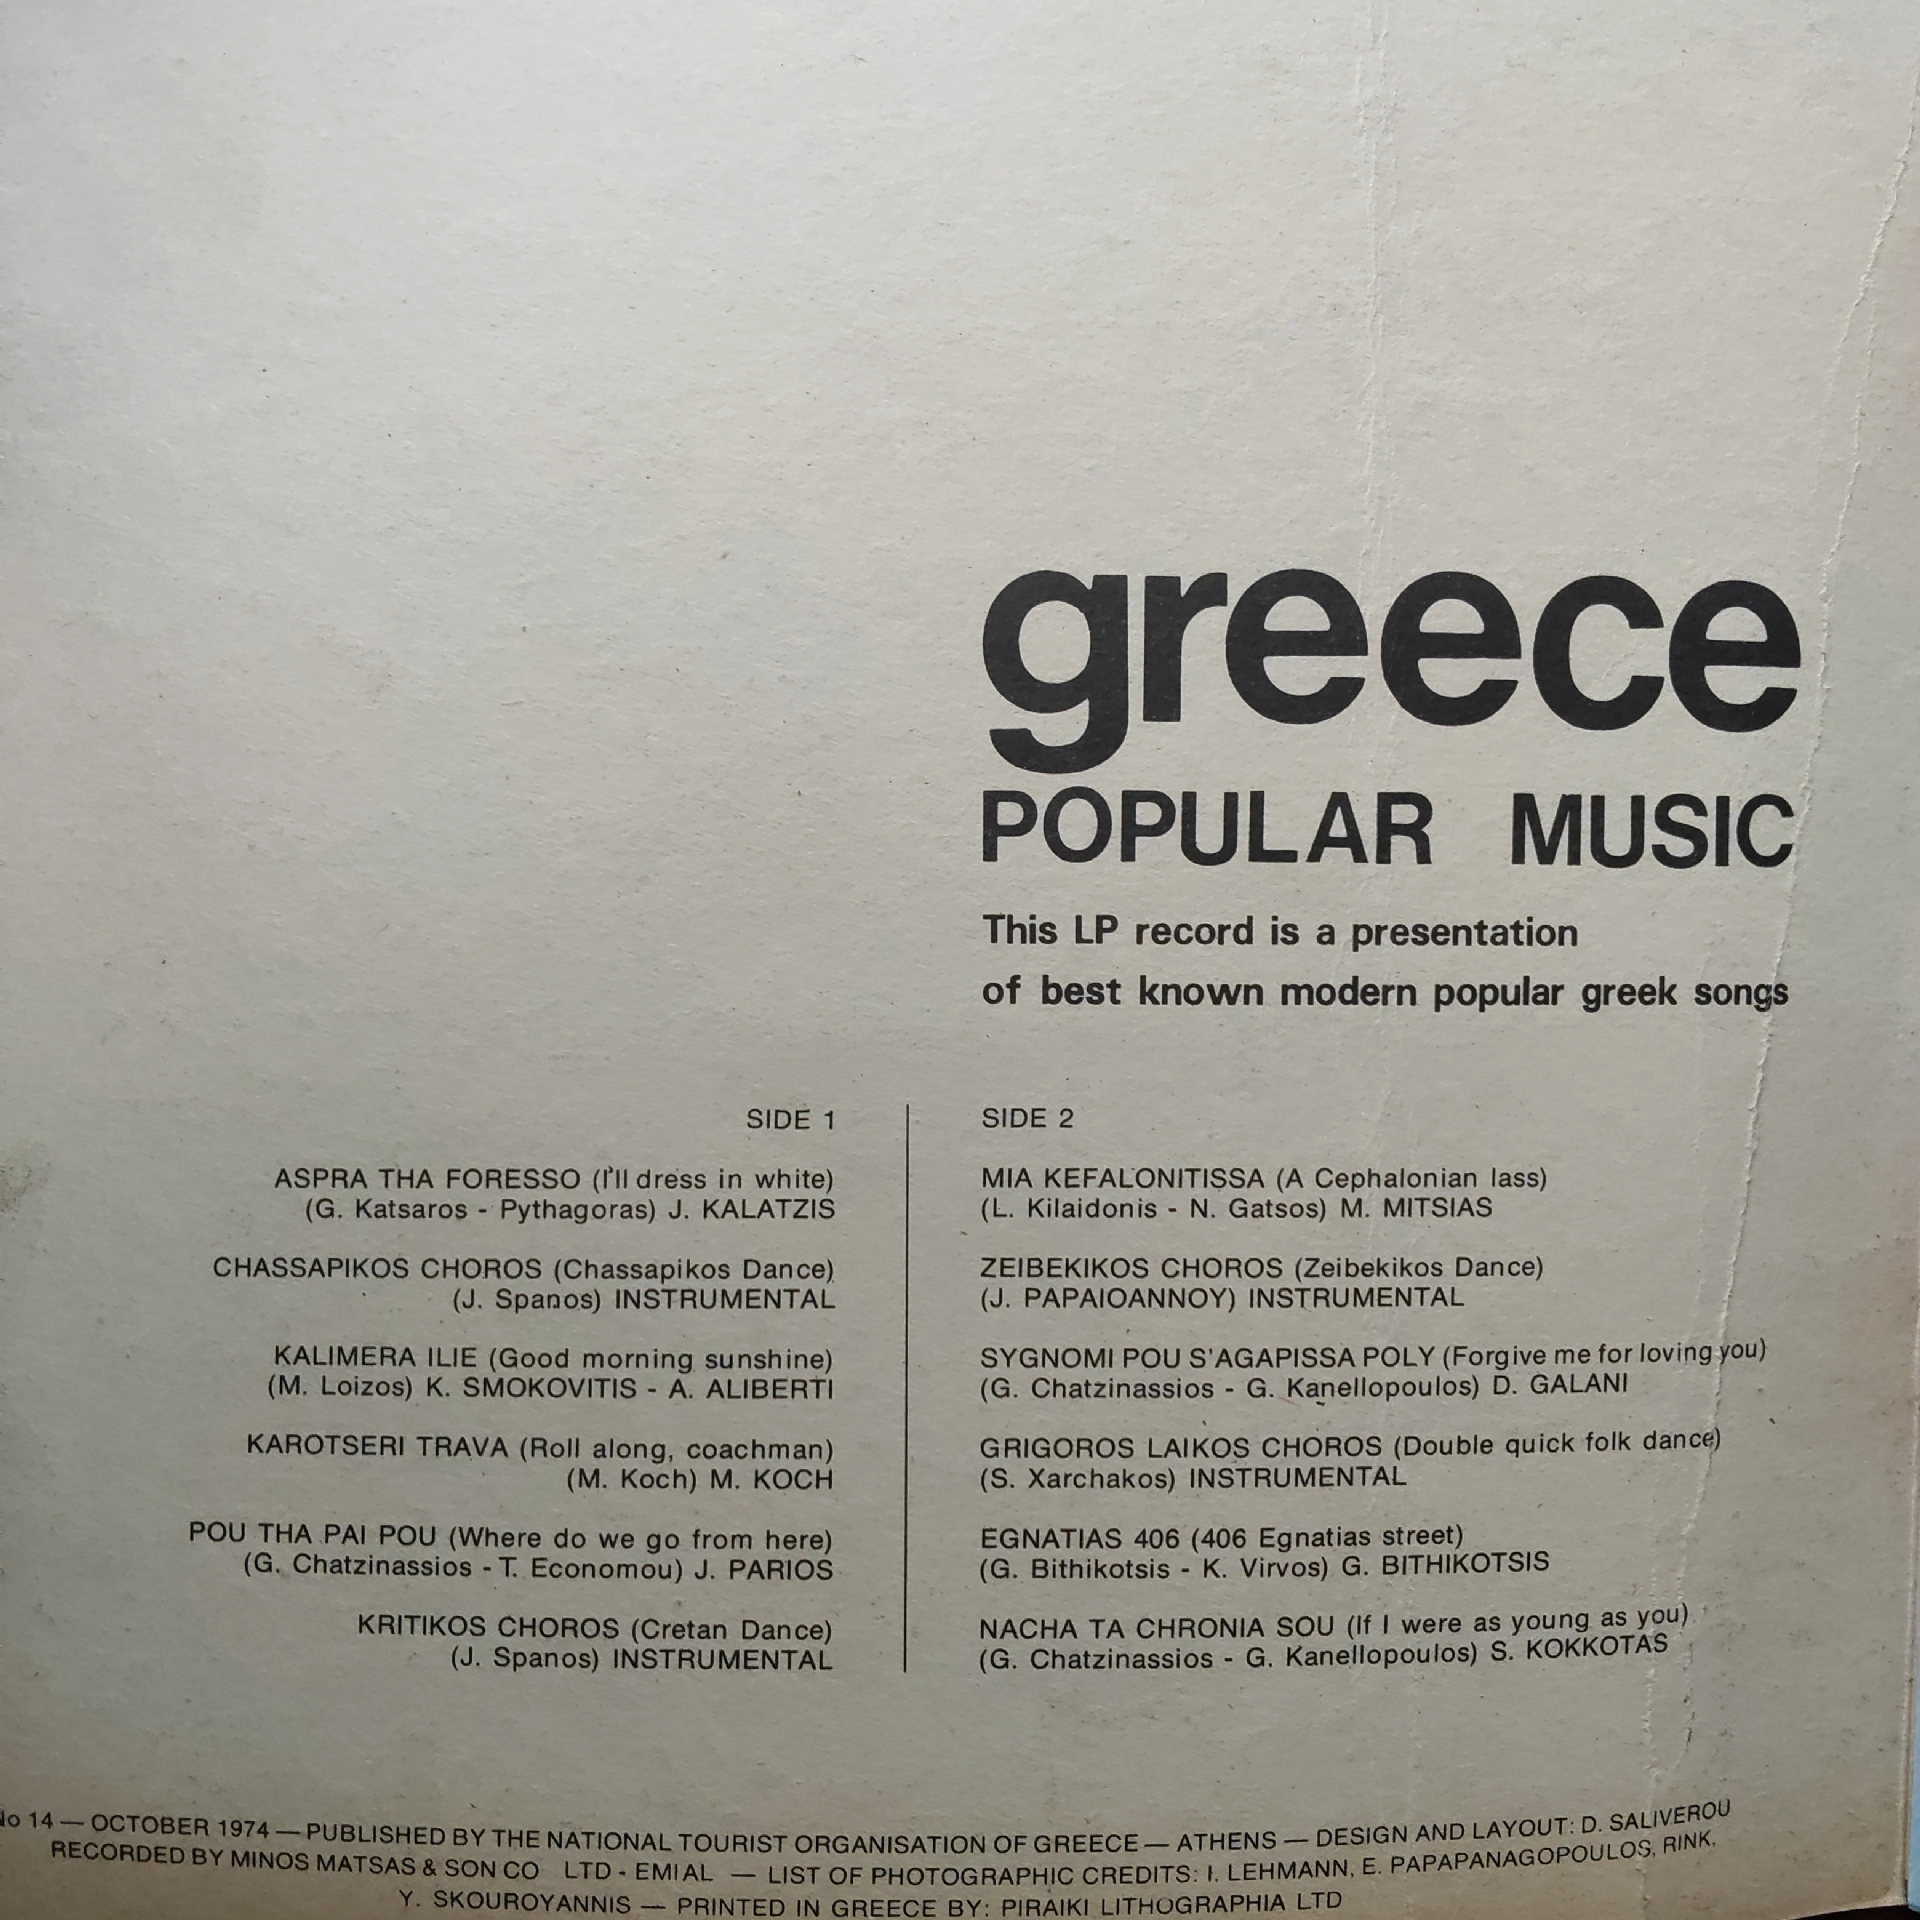 greece
POPULAR MUSIC
This LP record is a presentation
of best known modern popular greek songs
SIDE 1
ASPRA THA FORESSO (I'll dress in white)
(G. Katsaros - Pythagoras) J. KALATZIS
CHASSAPIKOS CHOROS (Chassapikos Dance)
(J. Spanos) INSTRUMENTAL
KALIMERA ILIE (Good morning sunshine)
(M. Loizos) K. SMOKOVITIS - A. ALIBERTI
KAROTSERI TRAVA (Roll along, coachman)
(M. Koch) M. KOCH
POU THA PAI POU (Where do we go from here)
(G. Chatzinassios - T. Economou) J. PARIOS
KRITIKOS CHOROS (Cretan Dance)
(J. Spanos) INSTRUMENTAL
SIDE 2
MIA KEFALONITISSA (A Cephalonian lass)
(L. Kilaidonis - N. Gatsos) M. MITSIAS
ZEIBEKIKOS CHOROS (Zeibekikos Dance)
(J. PAPAIOANNOY) INSTRUMENTAL
SYGNOMI POU S'AGAPISSA POLY (Forgive me for loving you)
(G. Chatzinassios - G. Kanellopoulos) D. GALANI
GRIGOROS LAIKOS CHOROS (Double quick folk dance)
(S. Xarchakos) INSTRUMENTAL
EGNATIAS 406 (406 Egnatias street)
(G. Bithikotsis - K. Virvos) G. BITHIKOTSIS
NACHA TA CHRONIA SOU (If I were as young as you)
(G. Chatzinassios - G. Kanellopoulos) S. KOKKOTAS
No 14 — OCTOBER 1974 — PUBLISHED BY THE NATIONAL TOURIST ORGANISATION OF GREECE — ATHENS — DESIGN AND LAYOUT: D. SALIVEROU
RECORDED BY MINOS MATSAS & SON CO LTD - EMIAL — LIST OF PHOTOGRAPHIC CREDITS: I. LEHMANN, E. PAPAPANAGOPOULOS, RINK,
Y. SKOUROYANNIS — PRINTED IN GREECE BY: PIRAIKI LITHOGRAPHIA LTD